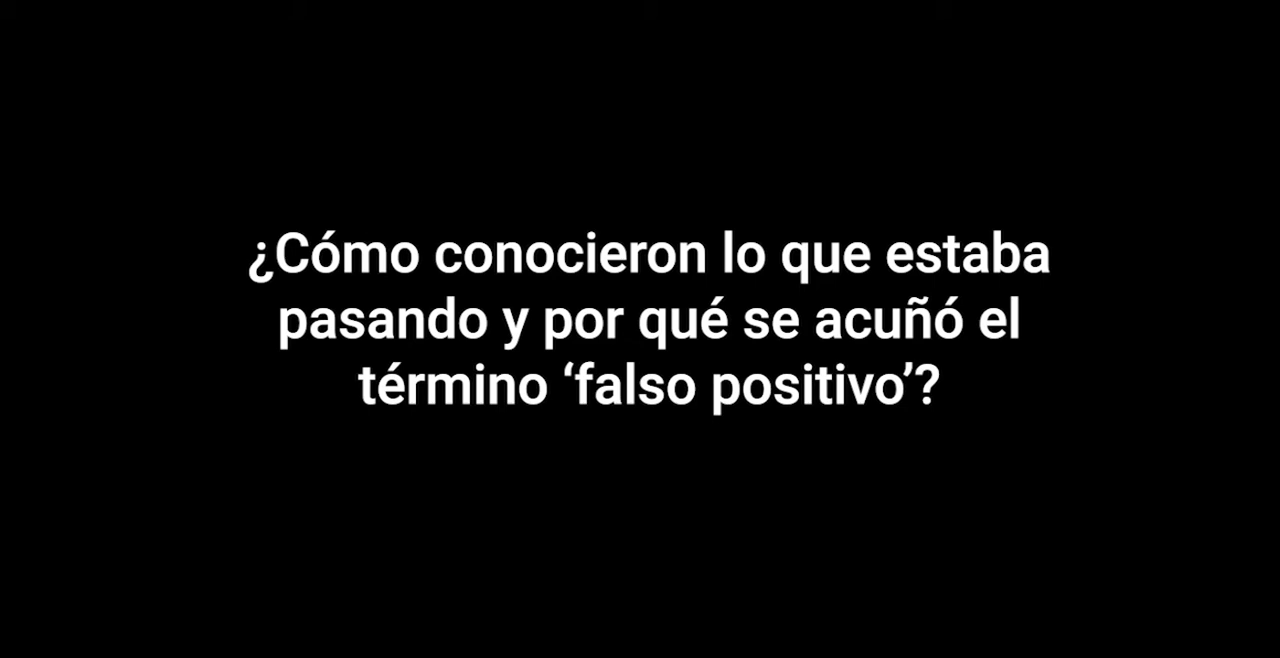 ¿Cómo conocieron lo que estaba
pasando y por qué se acuñó el
término ‘falso positivo’?